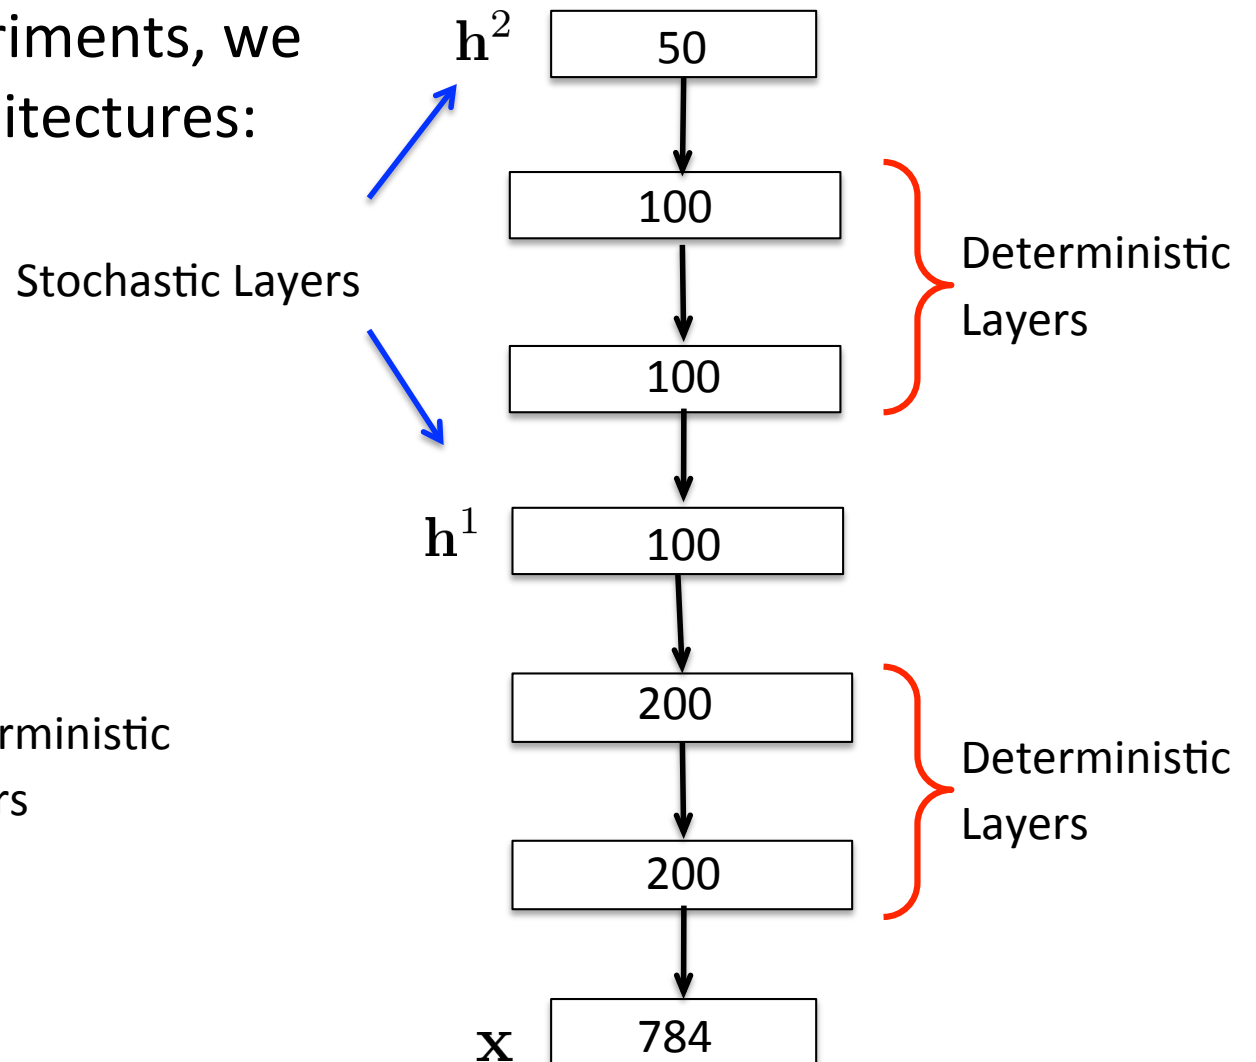 riments, we
itectures:
h²
50
100
Deterministic
Layers
Stochastic Layers
100
h¹
100
200
rministic
rs
Deterministic
Layers
200
x
784